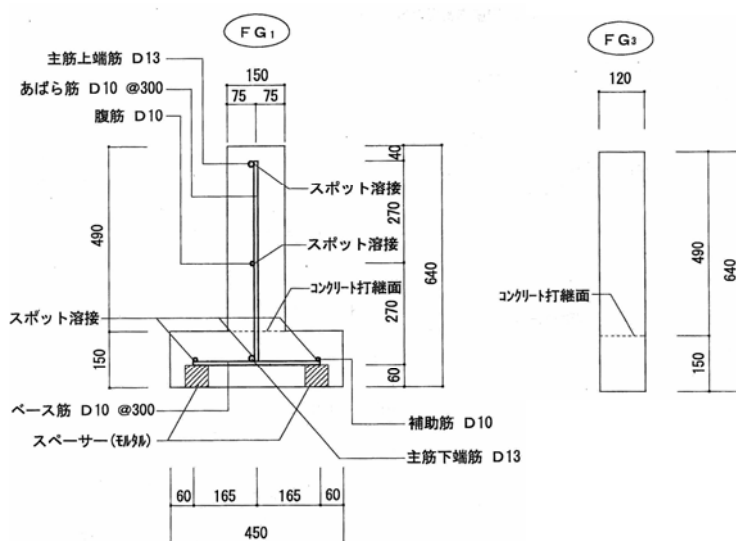 FG₁
主筋上端筋 D13
あばら筋 D10 @300
腹筋 D10
150
75 75
スポット溶接
スポット溶接
コンクリート打継面
スポット溶接
490
150
40
270
270
60
640
ベース筋 D10 @300
スペーサー(モルタル)
補助筋 D10
主筋下端筋 D13
60 165 165 60
450
FG₃
120
コンクリート打継面
490
150
640